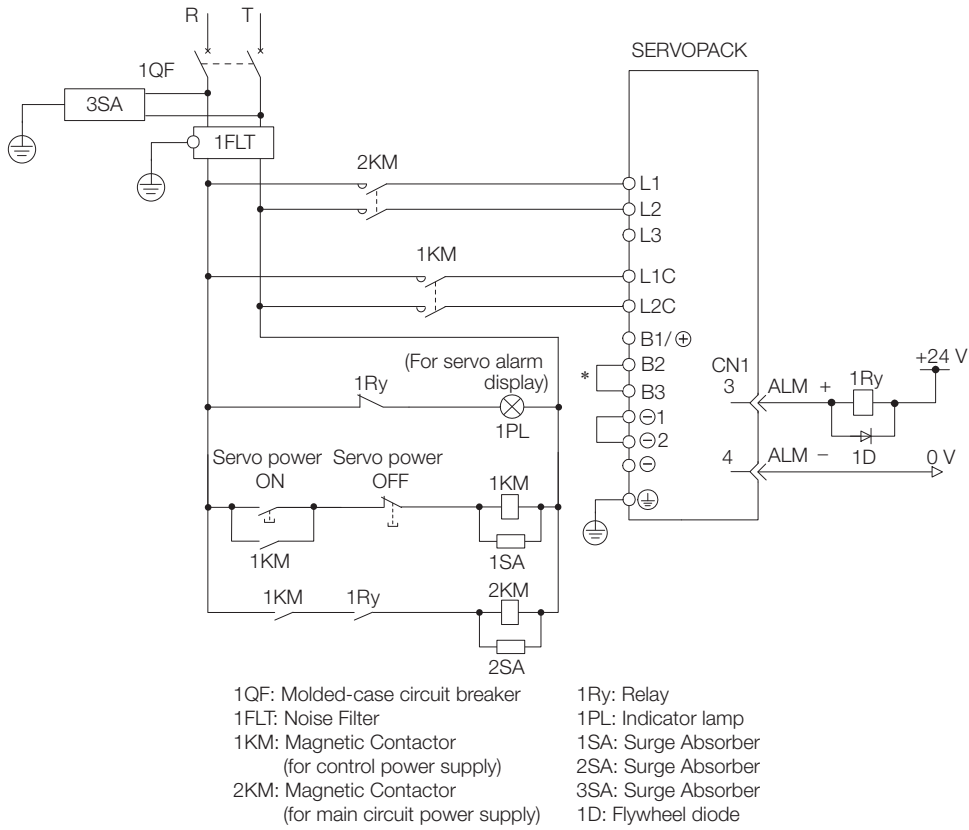 R T
SERVOPACK
1QF
3SA
1FLT
2KM
L1
L2
L3
1KM
L1C
L2C
B1/⊕
(For servo alarm
display)
1Ry
1PL
*
B2
B3
⊖1
⊖2
⊖
CN1
3 ALM +
1Ry
+24 V
1D
4 ALM −
0 V
Servo power
ON
Servo power
OFF
1KM
1KM
1SA
1KM
1Ry
2KM
2SA
1QF: Molded-case circuit breaker
1FLT: Noise Filter
1KM: Magnetic Contactor
(for control power supply)
2KM: Magnetic Contactor
(for main circuit power supply)
1Ry: Relay
1PL: Indicator lamp
1SA: Surge Absorber
2SA: Surge Absorber
3SA: Surge Absorber
1D: Flywheel diode